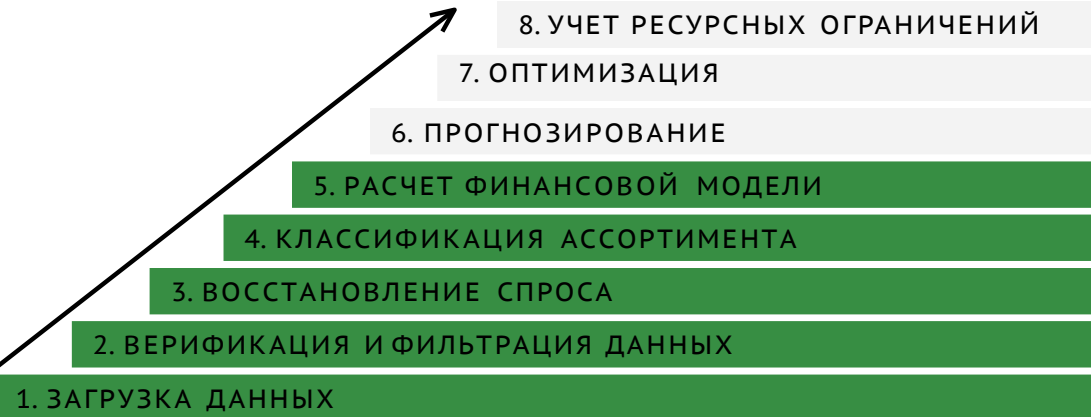 8. УЧЕТ РЕСУРСНЫХ ОГРАНИЧЕНИЙ
7. ОПТИМИЗАЦИЯ
6. ПРОГНОЗИРОВАНИЕ
5. РАСЧЕТ ФИНАНСОВОЙ МОДЕЛИ
4. КЛАССИФИКАЦИЯ АССОРТИМЕНТА
3. ВОССТАНОВЛЕНИЕ СПРОСА
2. ВЕРИФИКАЦИЯ И ФИЛЬТРАЦИЯ ДАННЫХ
1. ЗАГРУЗКА ДАННЫХ